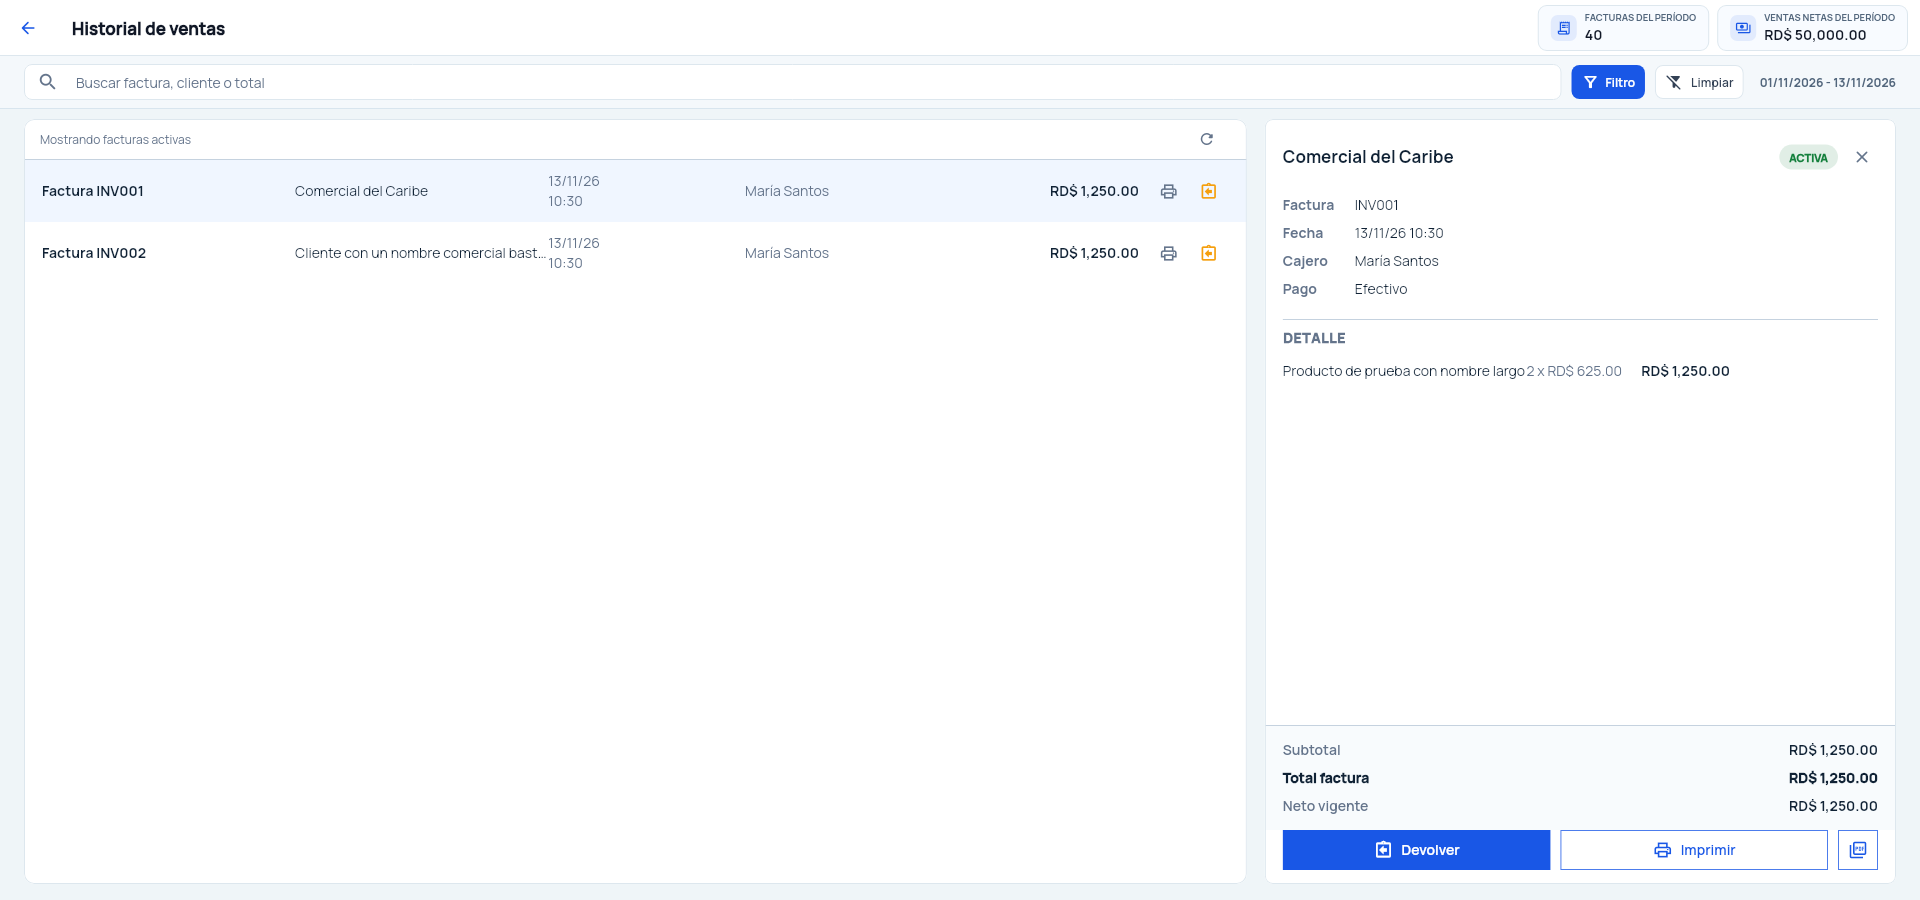 Historial de ventas
FACTURAS DEL PERÍODO
40
VENTAS NETAS DEL PERÍODO
RD$ 50,000.00
Buscar factura, cliente o total
Filtro
Limpiar
01/11/2026 - 13/11/2026
Mostrando facturas activas
Factura INV001
Comercial del Caribe
13/11/26
10:30
María Santos
RD$ 1,250.00
Factura INV002
Cliente con un nombre comercial bast...
13/11/26
10:30
María Santos
RD$ 1,250.00
Comercial del Caribe
ACTIVA
Factura INV001
Fecha 13/11/26 10:30
Cajero María Santos
Pago Efectivo
DETALLE
Producto de prueba con nombre largo 2 x RD$ 625.00 RD$ 1,250.00
Subtotal RD$ 1,250.00
Total factura RD$ 1,250.00
Neto vigente RD$ 1,250.00
Devolver
Imprimir
PDF